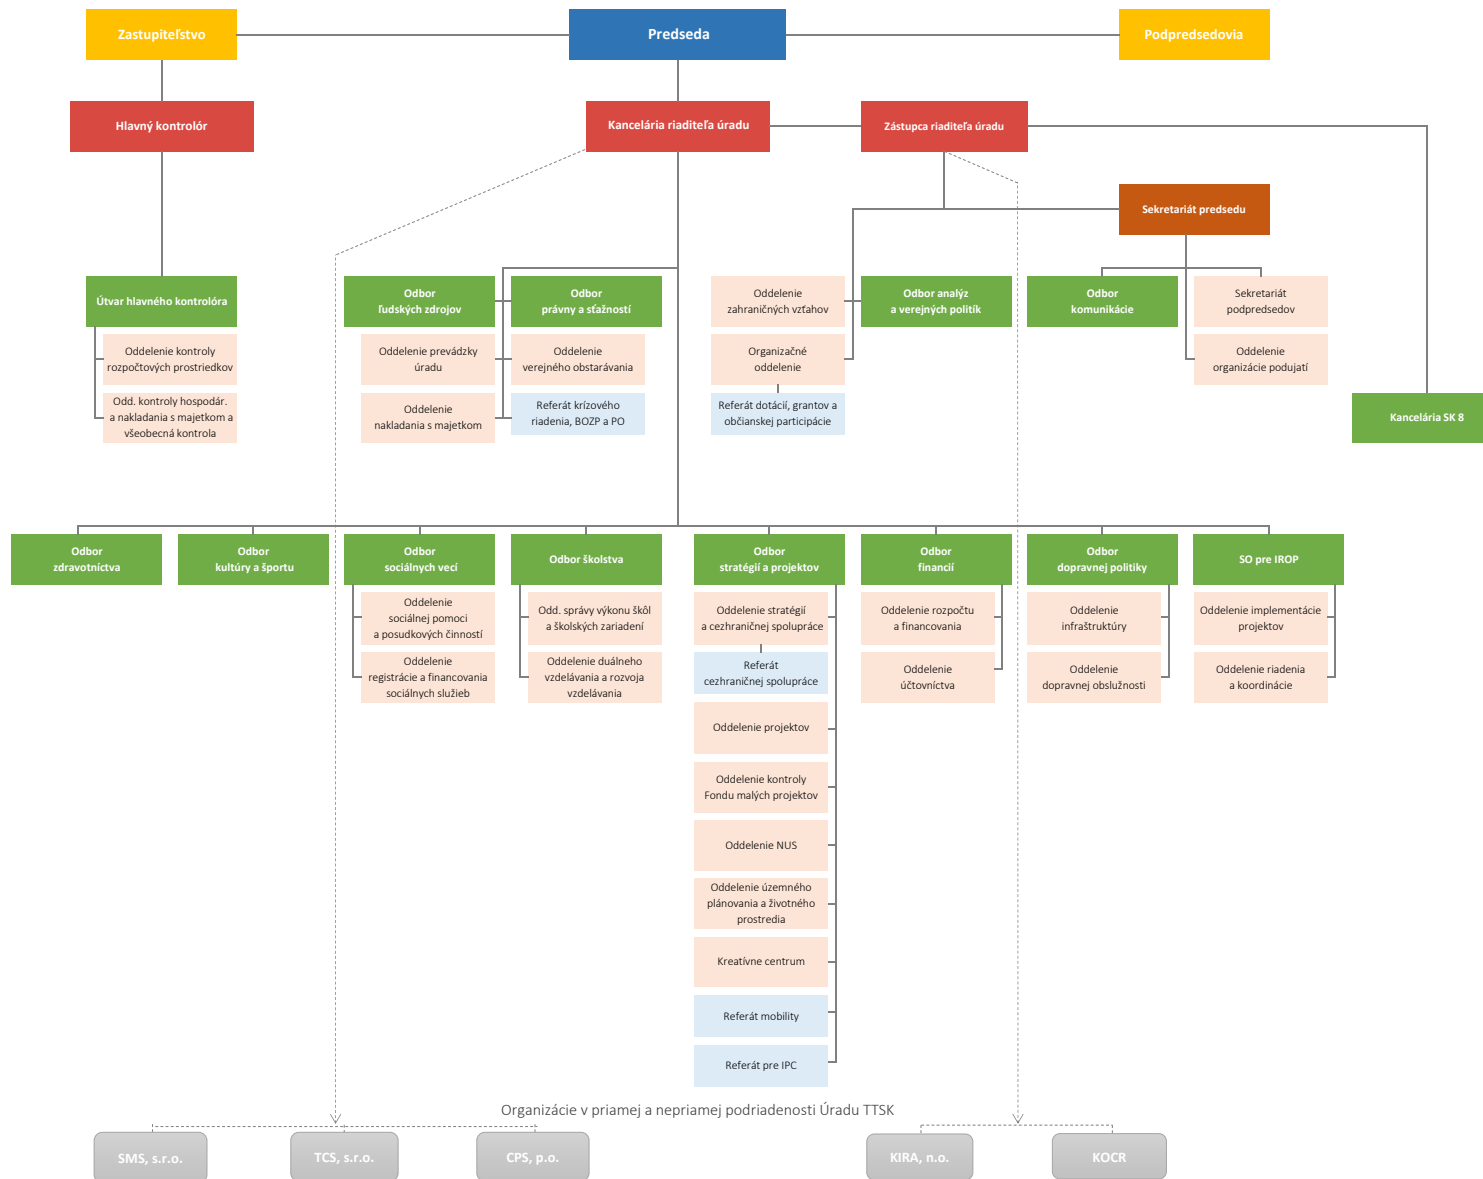 Zastupiteľstvo
Predseda
Podpredsedovia
Hlavný kontrolór
Kancelária riaditeľa úradu
Zástupca riaditeľa úradu
Sekretariát predsedu
Útvar hlavného kontrolóra
Odbor
ľudských zdrojov
Odbor
právny a sťažností
Oddelenie
zahraničných vzťahov
Odbor analýz
a verejných politík
Odbor
komunikácie
Sekretariát
podpredsedov
Oddelenie kontroly
rozpočtových prostriedkov
Oddelenie prevádzky
úradu
Oddelenie
verejného obstarávania
Organizačné
oddelenie
Oddelenie
organizácie podujatí
Odd. kontroly hospodár.
a nakladania s majetkom a
všeobecná kontrola
Oddelenie
nakladania s majetkom
Referát krízového
riadenia, BOZP a PO
Referát dotácií, grantov a
občianskej participácie
Kancelária SK 8
Odbor
zdravotníctva
Odbor
kultúry a športu
Odbor
sociálnych vecí
Odbor školstva
Odbor
stratégií a projektov
Odbor
financií
Odbor
dopravnej politiky
SO pre IROP
Oddelenie
sociálnej pomoci
a posudkových činností
Odd. správy výkonu škôl
a školských zariadení
Oddelenie stratégií
a cezhraničnej spolupráce
Oddelenie rozpočtu
a financovania
Oddelenie
infraštruktúry
Oddelenie implementácie
projektov
Oddelenie
registrácie a financovania
sociálnych služieb
Oddelenie duálneho
vzdelávania a rozvoja
vzdelávania
Referát
cezhraničnej spolupráce
Oddelenie
účtovníctva
Oddelenie
dopravnej obslužnosti
Oddelenie riadenia
a koordinácie
Oddelenie projektov
Oddelenie kontroly
Fondu malých projektov
Oddelenie NUS
Oddelenie územného
plánovania a životného
prostredia
Kreatívne centrum
Referát mobility
Referát pre IPC
Organizácie v priamej a nepriamej podriadenosti Úradu TTSK
SMS, s.r.o.
TCS, s.r.o.
CPS, p.o.
KIRA, n.o.
KOCR